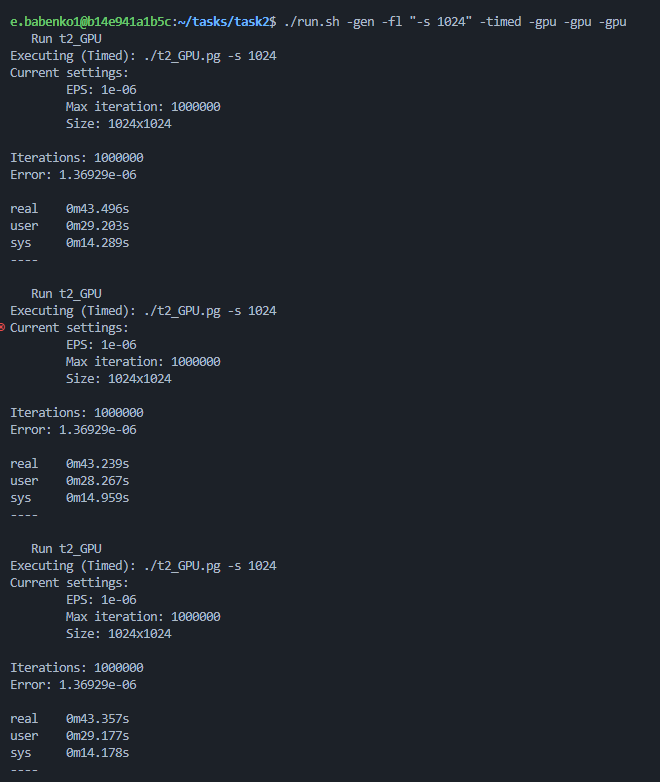 e.babenko1@b14e941a1b5c:~/tasks/task2$ ./run.sh -gen -fl "-s 1024" -timed -gpu -gpu -gpu
Run t2_GPU
Executing (Timed): ./t2_GPU.pg -s 1024
Current settings:
EPS: 1e-06
Max iteration: 1000000
Size: 1024x1024
Iterations: 1000000
Error: 1.36929e-06
real 0m43.496s
user 0m29.203s
sys 0m14.289s
----
Run t2_GPU
Executing (Timed): ./t2_GPU.pg -s 1024
Current settings:
EPS: 1e-06
Max iteration: 1000000
Size: 1024x1024
Iterations: 1000000
Error: 1.36929e-06
real 0m43.239s
user 0m28.267s
sys 0m14.959s
----
Run t2_GPU
Executing (Timed): ./t2_GPU.pg -s 1024
Current settings:
EPS: 1e-06
Max iteration: 1000000
Size: 1024x1024
Iterations: 1000000
Error: 1.36929e-06
real 0m43.357s
user 0m29.177s
sys 0m14.178s
----